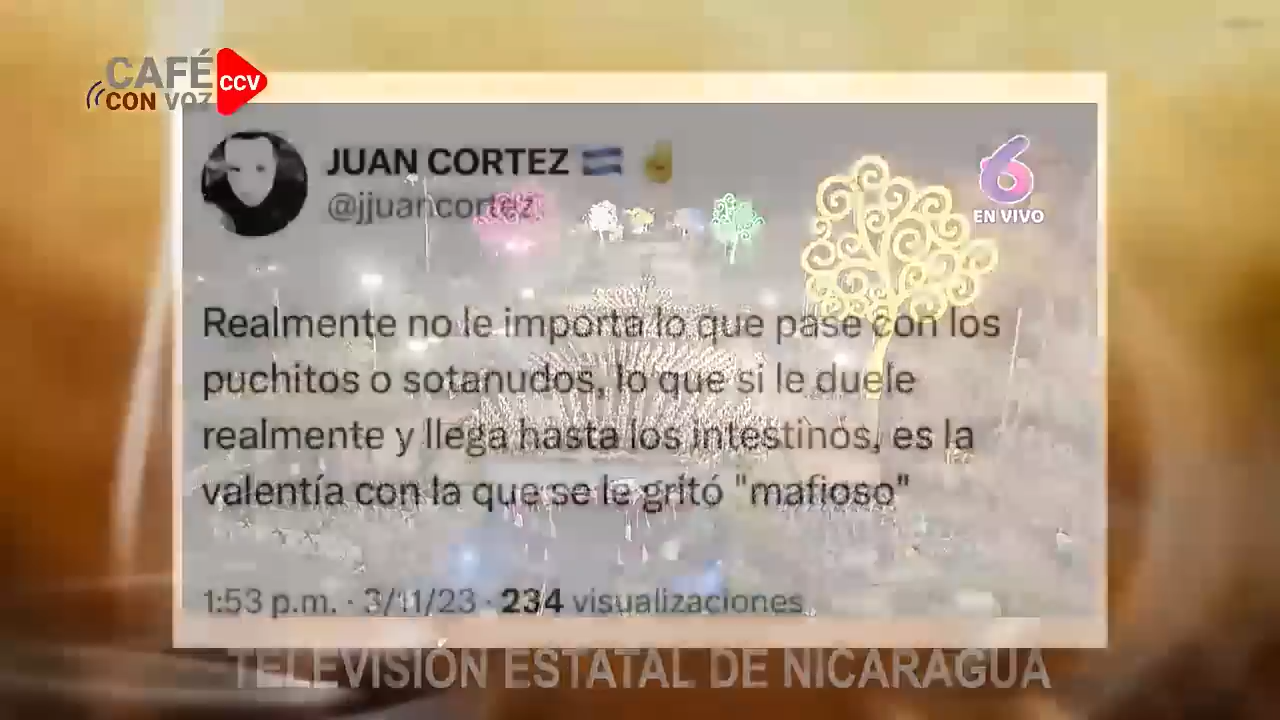 CAFÉ
CON VOZ
CCV
JUAN CORTEZ
@jjuancortez
6
EN VIVO
Realmente no le importa lo que pase con los
puchitos o sotanudos, lo que si le duele
realmente y llega hasta los intestinos, es la
valentía con la que se le gritó "mafioso"
1:53 p.m. · 3/11/23 · 234 visualizaciones
TELEVISIÓN ESTATAL DE NICARAGUA